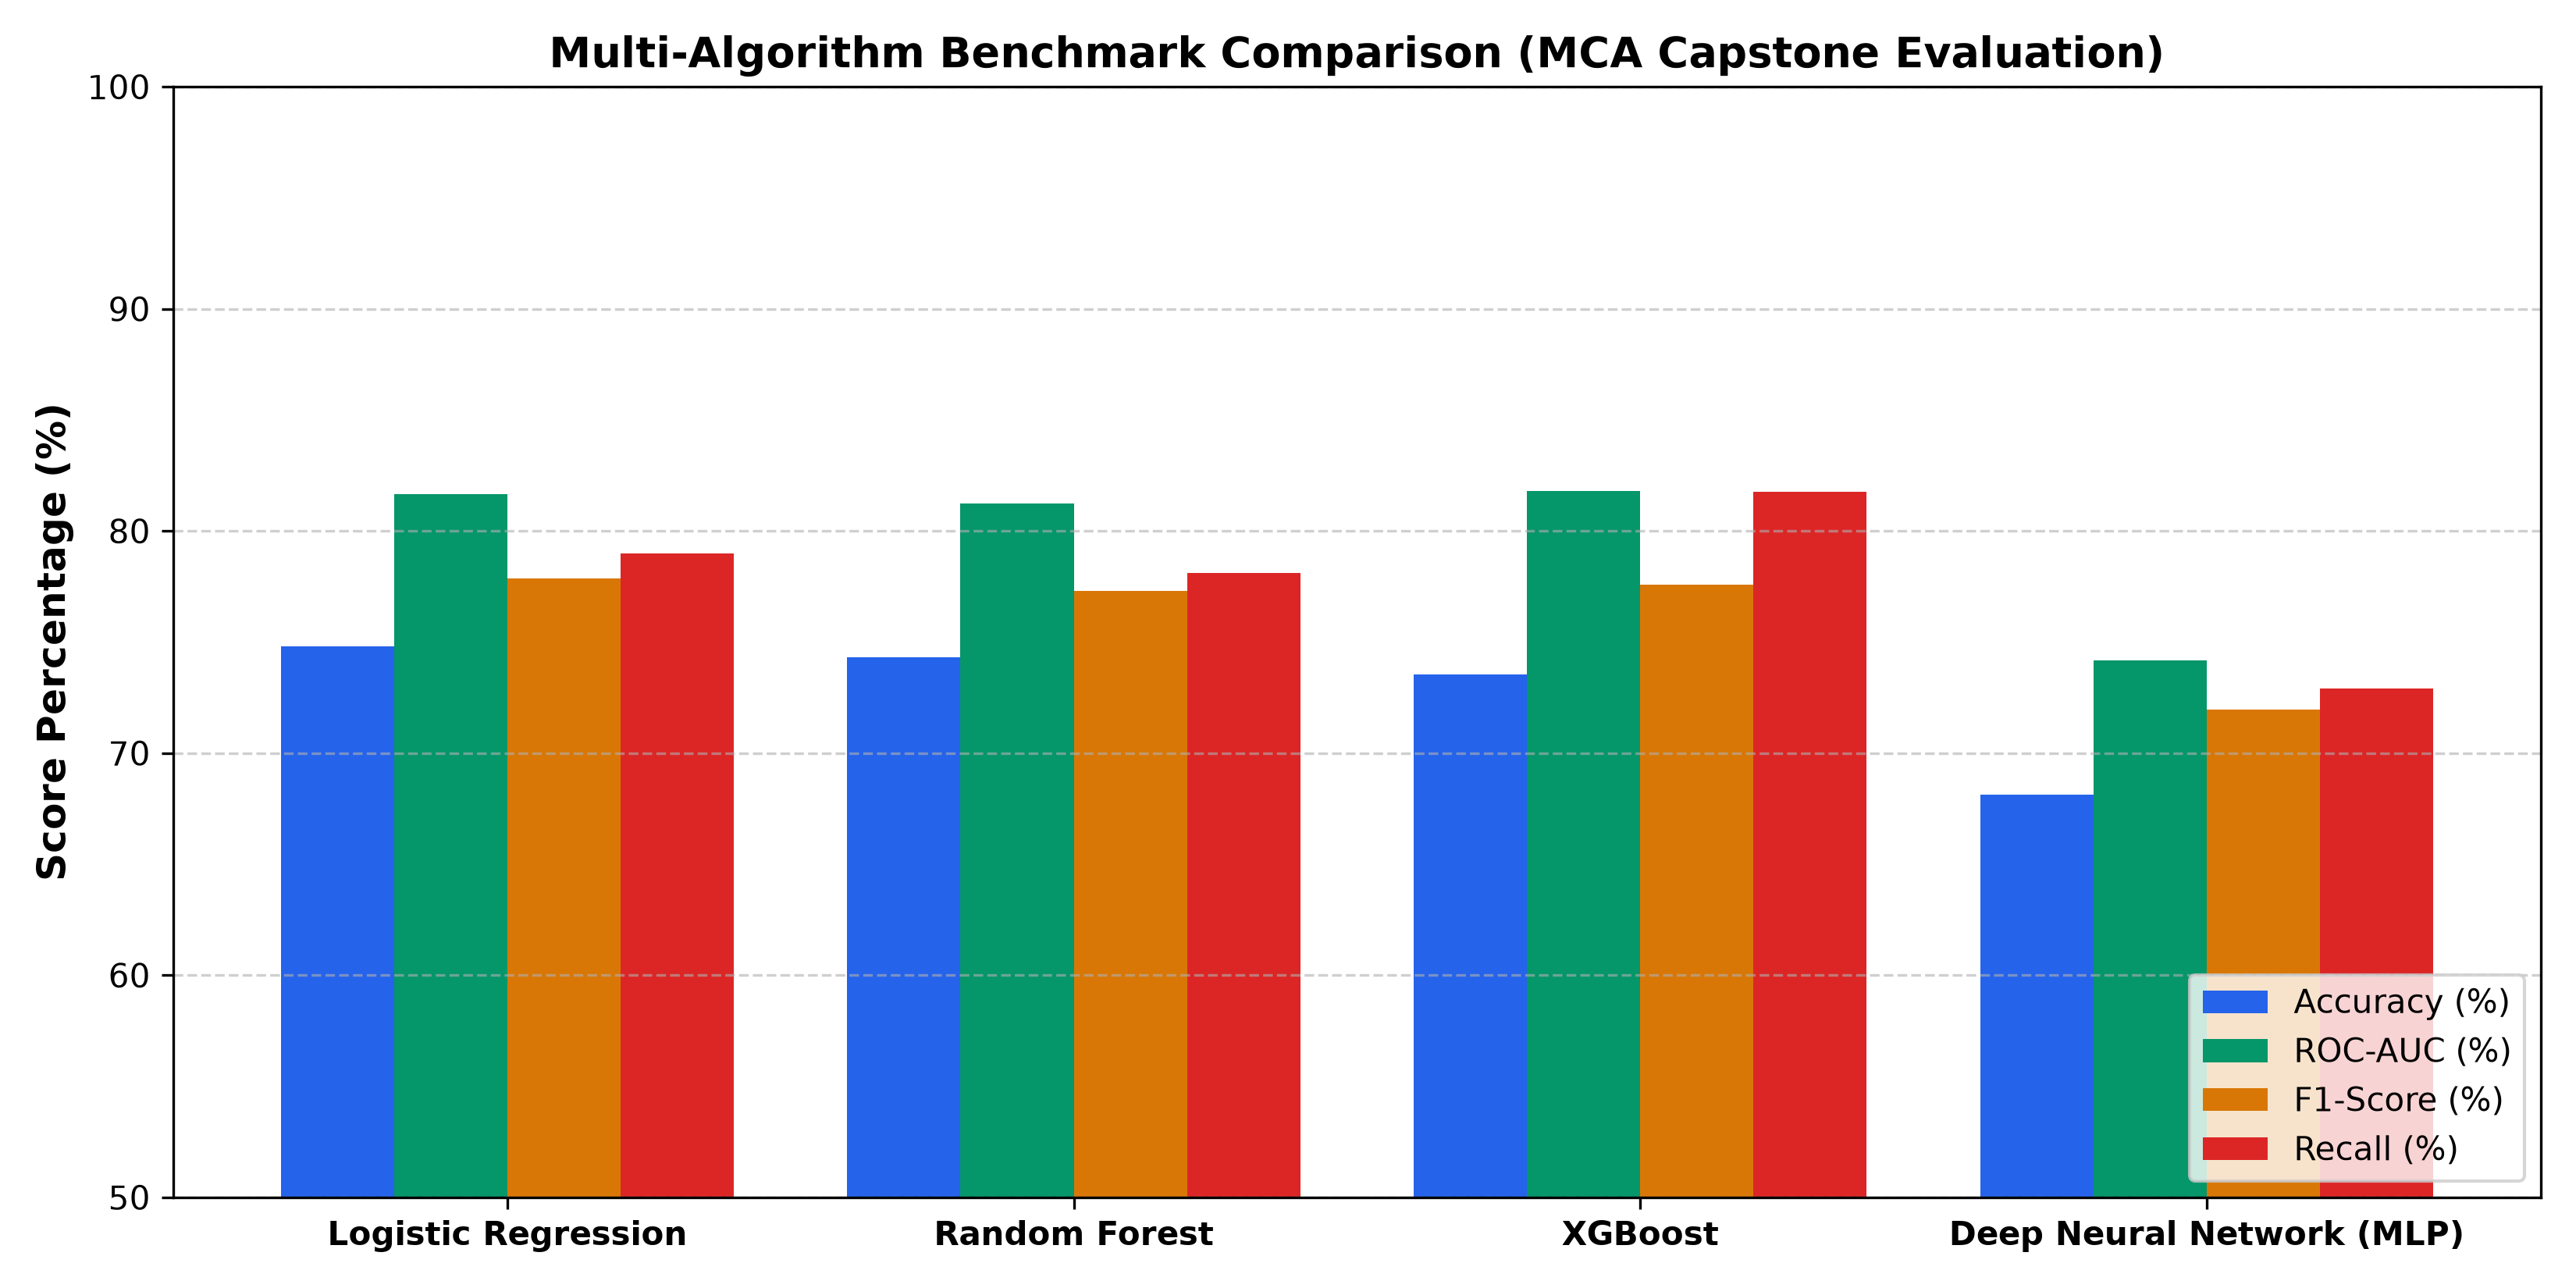 Multi-Algorithm Benchmark Comparison (MCA Capstone Evaluation)
Score Percentage (%)
100
90
80
70
60
50
Accuracy (%)
ROC-AUC (%)
F1-Score (%)
Recall (%)
Logistic Regression
Random Forest
XGBoost
Deep Neural Network (MLP)